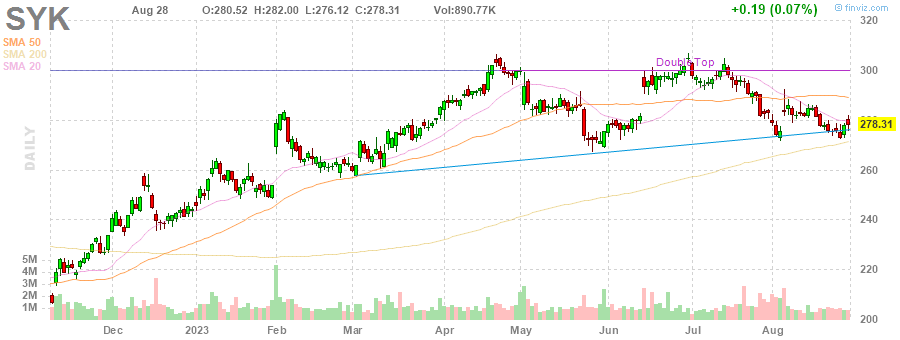 SYK Aug 28 O:280.52 H:282.00 L:276.12 C:278.31 Vol:890.77K +0.19 (0.07%) © finviz.com
SMA 50
SMA 200
SMA 20
DAILY
Double Top
320
300
280
278.31
260
240
220
200
5M
4M
3M
2M
1M
Dec 2023 Feb Mar Apr May Jun Jul Aug